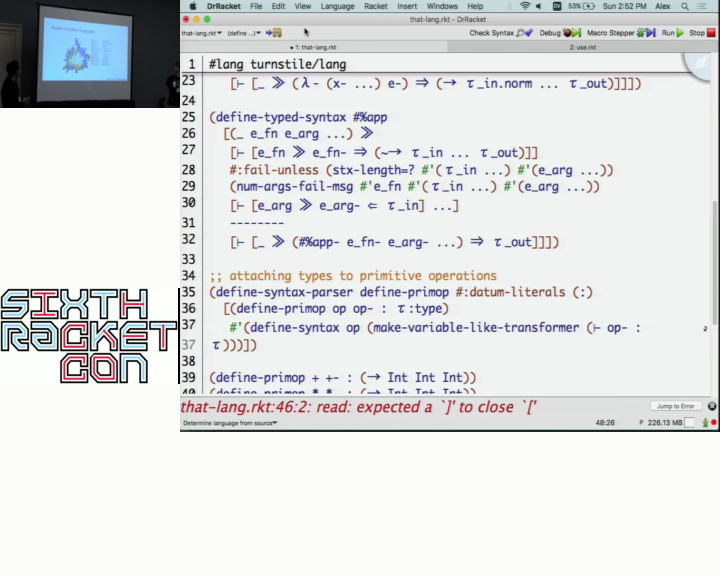 DrRacket File Edit View Language Racket Insert Windows Help 53% Sun 2:52 PM Alex
that-lang.rkt - DrRacket
that-lang.rkt▾ (define ...)▾ Check Syntax Debug Macro Stepper Run Stop
• 1: that-lang.rkt 2: use.rkt
1 #lang turnstile/lang
23 [⊢ [_ ≫ (λ- (x- ...) e-) ⇒ (→ τ_in.norm ... τ_out)]]])
24
25 (define-typed-syntax #%app
26 [(_ e_fn e_arg ...) ≫
27 [⊢ [e_fn ≫ e_fn- ⇒ (~→ τ_in ... τ_out)]]
28 #:fail-unless (stx-length=? #'(τ_in ...) #'(e_arg ...))
29 (num-args-fail-msg #'e_fn #'(τ_in ...) #'(e_arg ...))
30 [⊢ [e_arg ≫ e_arg- ⇐ τ_in] ...]
31 --------
32 [⊢ [_ ≫ (#%app- e_fn- e_arg- ...) ⇒ τ_out]]])
33
34 ;; attaching types to primitive operations
35 (define-syntax-parser define-primop #:datum-literals (:)
36 [(define-primop op op- : τ:type)
37 #'(define-syntax op (make-variable-like-transformer (⊢ op- :
37 τ)))])
38
39 (define-primop + +- : (→ Int Int Int))
40 (define-primop * *- : (→ Int Int Int))
that-lang.rkt:46:2: read: expected a `]' to close `['
Jump to Error
Determine language from source▾ 48:26 P 226.13 MB
SIXTH
RACKET
CON